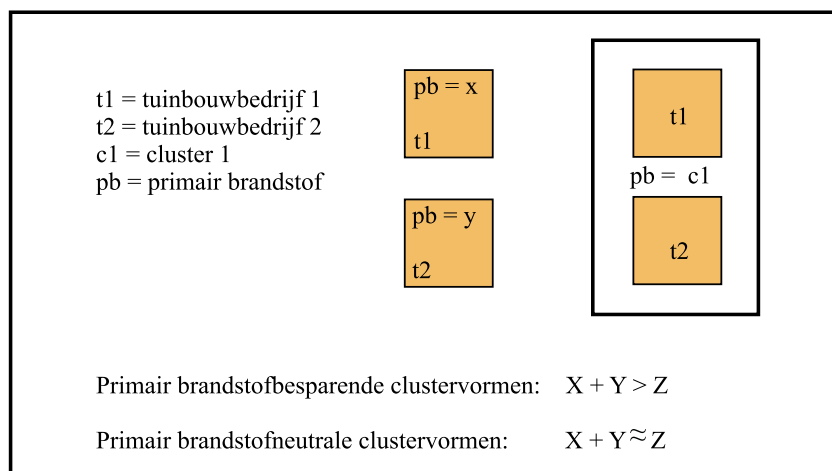 t1 = tuinbouwbedrijf 1
t2 = tuinbouwbedrijf 2
c1 = cluster 1
pb = primair brandstof
pb = x
t1
pb = y
t2
t1
pb = c1
t2
Primair brandstofbesparende clustervormen: X + Y > Z
Primair brandstofneutrale clustervormen: X + Y ≈ Z